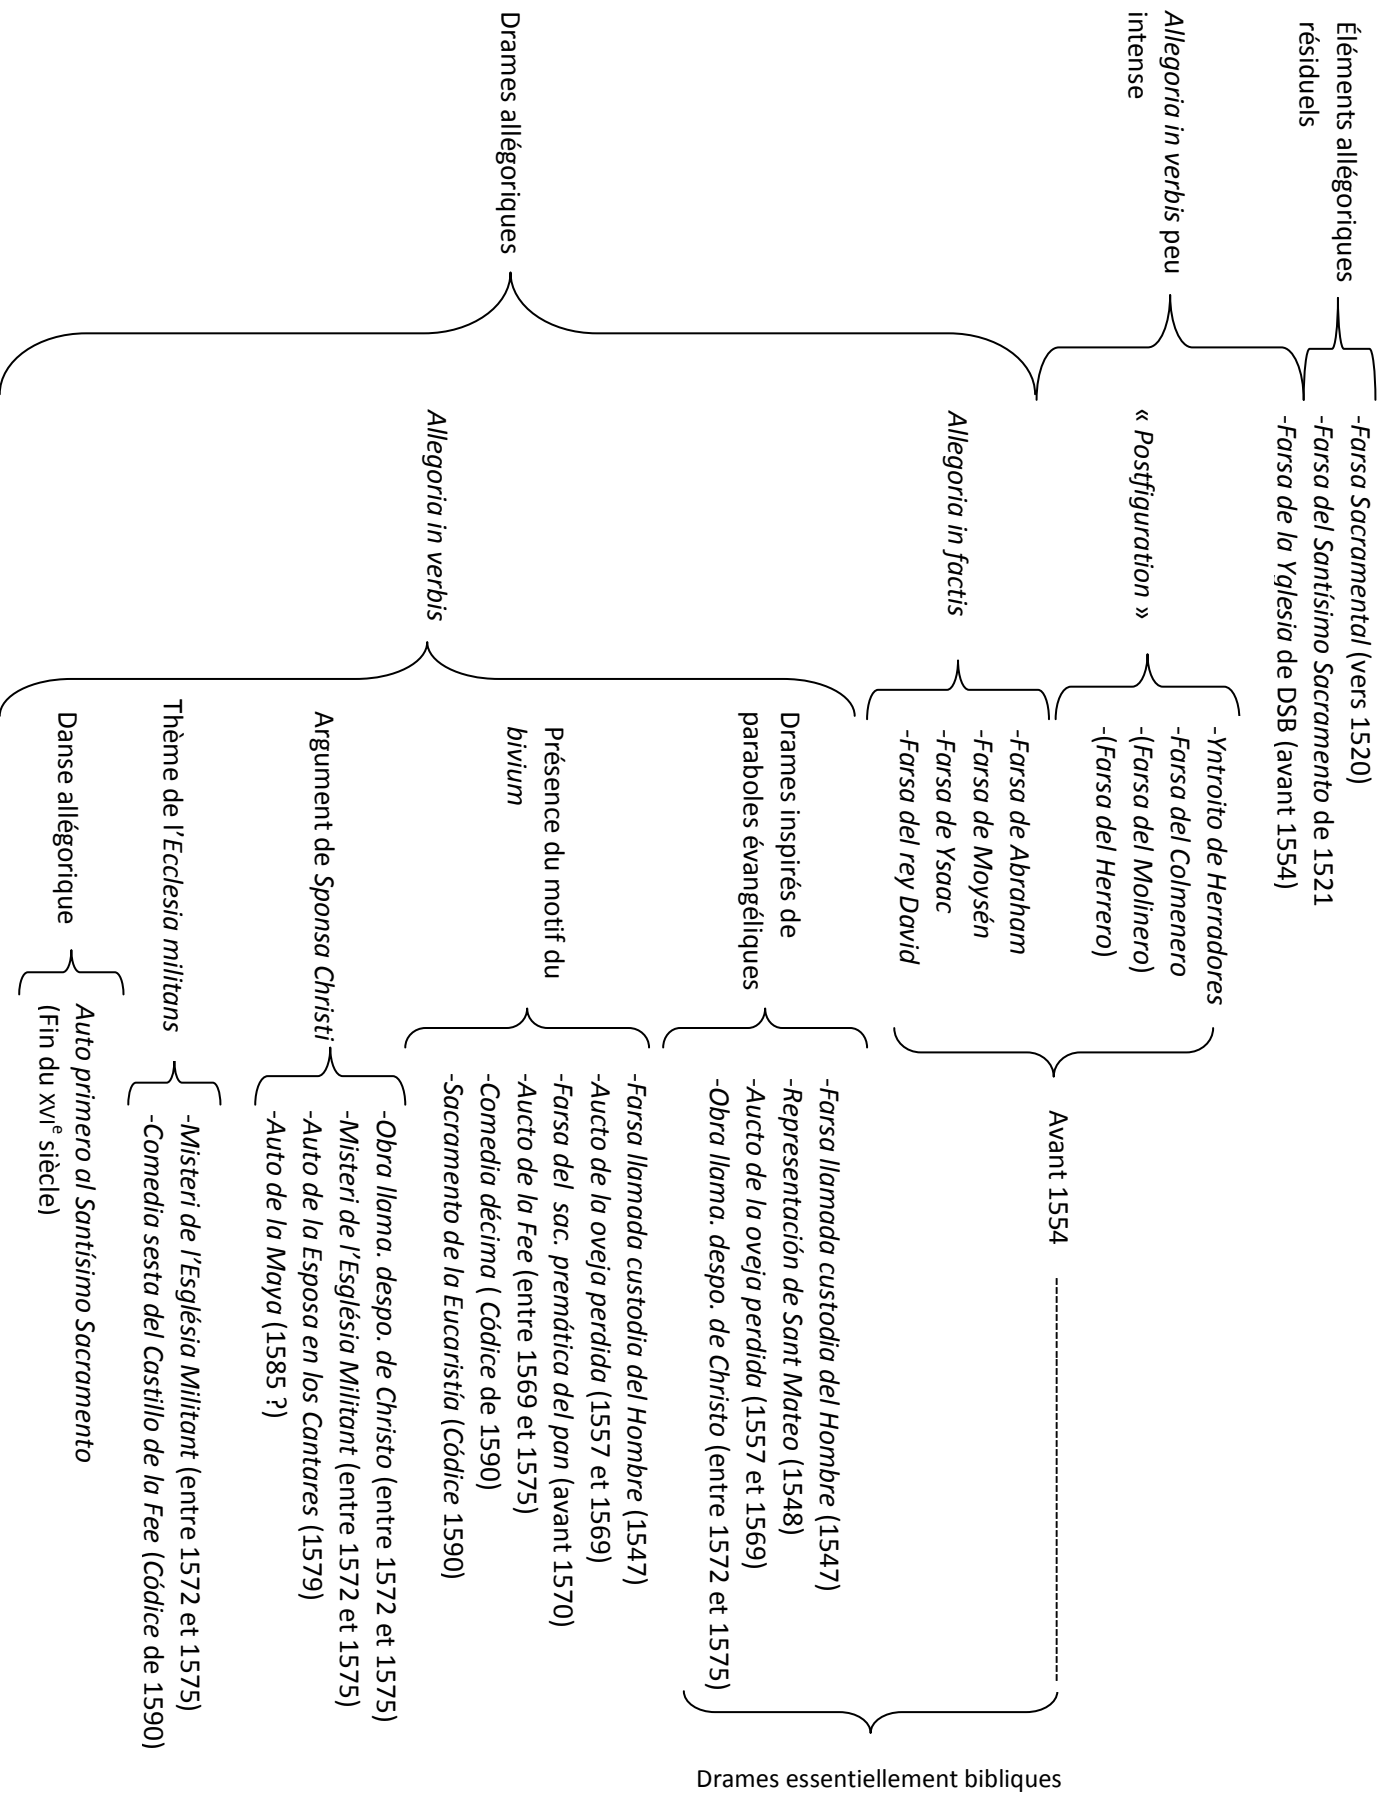 Éléments allégoriques
résiduels
-Farsa Sacramental (vers 1520)
-Farsa del Santísimo Sacramento de 1521
-Farsa de la Yglesia de DSB (avant 1554)
Allegoria in verbis peu
intense
« Postfiguration »
-Yntroito de Herradores
-Farsa del Colmenero
-(Farsa del Molinero)
-(Farsa del Herrero)
Drames allégoriques
Allegoria in factis
-Farsa de Abraham
-Farsa de Moysén
-Farsa de Ysaac
-Farsa del rey David
Avant 1554
Allegoria in verbis
Drames inspirés de
paraboles évangéliques
-Farsa llamada custodia del Hombre (1547)
-Representación de Sant Mateo (1548)
-Aucto de la oveja perdida (1557 et 1569)
-Obra llama. despo. de Christo (entre 1572 et 1575)
Drames essentiellement bibliques
Présence du motif du
bivium
-Farsa llamada custodia del Hombre (1547)
-Aucto de la oveja perdida (1557 et 1569)
-Farsa del sac. premática del pan (avant 1570)
-Aucto de la Fee (entre 1569 et 1575)
-Comedia décima ( Códice de 1590)
-Sacramento de la Eucaristía (Códice 1590)
Argument de Sponsa Christi
-Obra llama. despo. de Christo (entre 1572 et 1575)
-Misteri de l'Església Militant (entre 1572 et 1575)
-Auto de la Esposa en los Cantares (1579)
-Auto de la Maya (1585 ?)
Thème de l'Ecclesia militans
-Misteri de l'Església Militant (entre 1572 et 1575)
-Comedia sesta del Castillo de la Fee (Códice de 1590)
Danse allégorique
Auto primero al Santísimo Sacramento
(Fin du XVIe siècle)